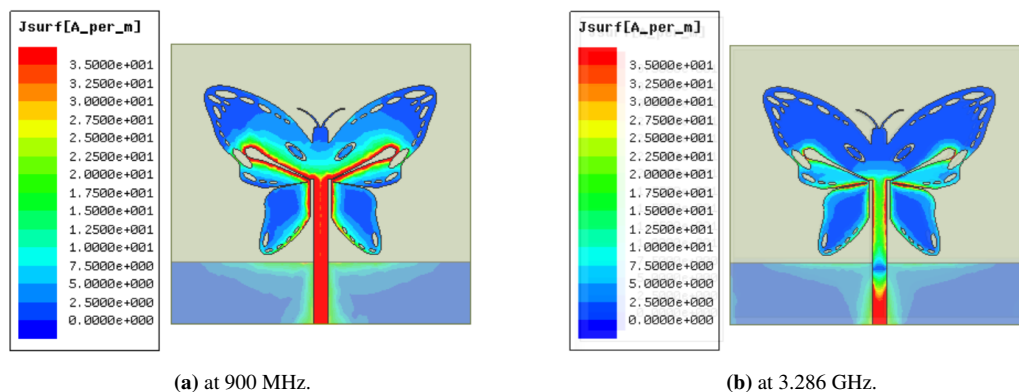 Jsurf[A_per_m]
3.5000e+001
3.2500e+001
3.0000e+001
2.7500e+001
2.5000e+001
2.2500e+001
2.0000e+001
1.7500e+001
1.5000e+001
1.2500e+001
1.0000e+001
7.5000e+000
5.0000e+000
2.5000e+000
0.0000e+000
(a) at 900 MHz.
Jsurf[A_per_m]
3.5000e+001
3.2500e+001
3.0000e+001
2.7500e+001
2.5000e+001
2.2500e+001
2.0000e+001
1.7500e+001
1.5000e+001
1.2500e+001
1.0000e+001
7.5000e+000
5.0000e+000
2.5000e+000
0.0000e+000
(b) at 3.286 GHz.